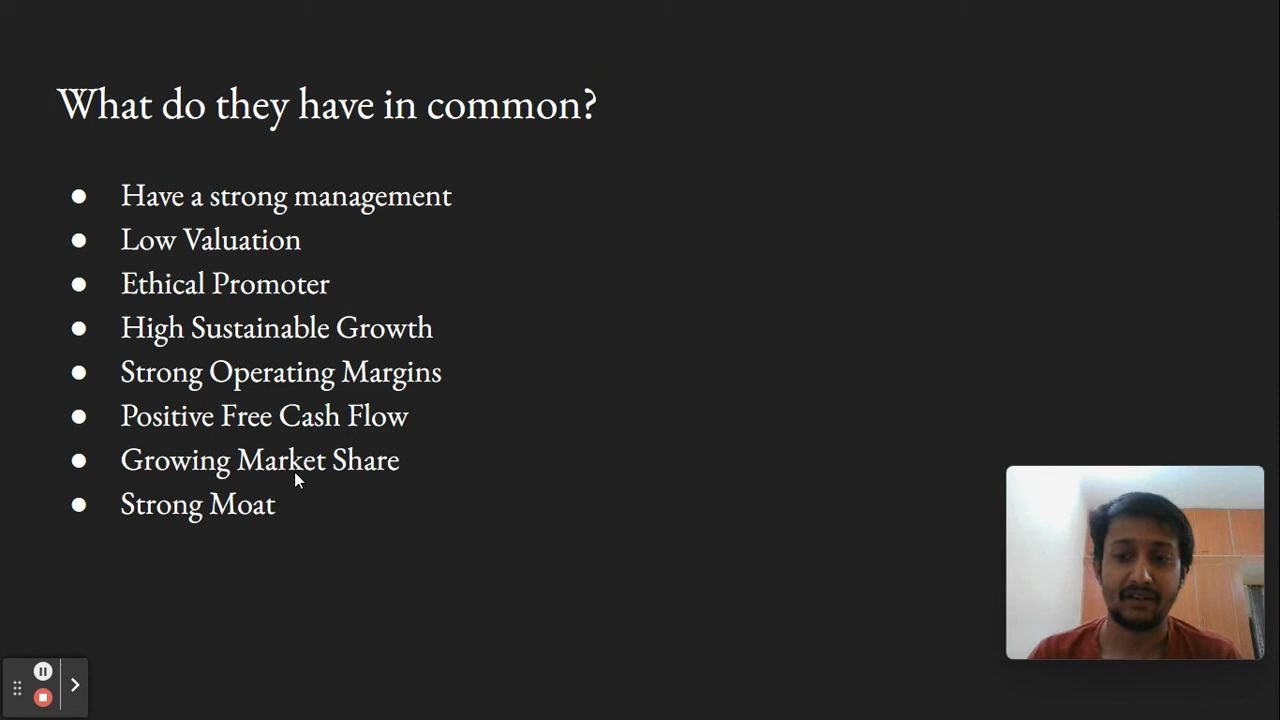 What do they have in common?
● Have a strong management
● Low Valuation
● Ethical Promoter
● High Sustainable Growth
● Strong Operating Margins
● Positive Free Cash Flow
● Growing Market Share
● Strong Moat